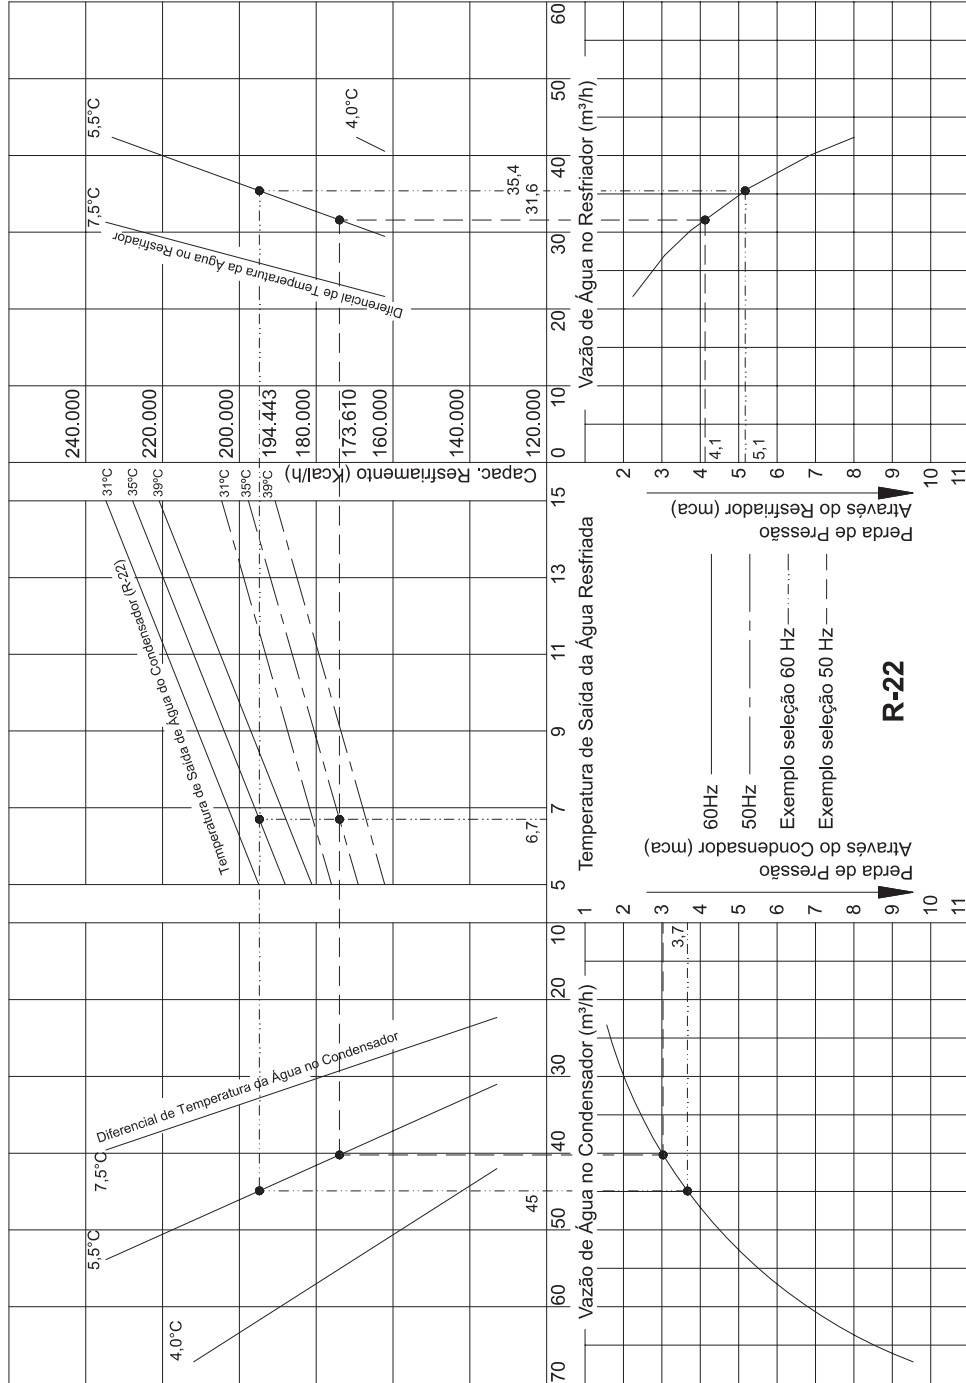 240.000
220.000
200.000
194.443
180.000
173.610
160.000
140.000
120.000
Capac. Resfriamento (Kcal/h)
Diferencial de Temperatura da Água no Condensador
7,5°C
5,5°C
4,0°C
Temperatura de Saída de Água do Condensador (R-22)
31ºC
35ºC
39ºC
31ºC
35ºC
39ºC
Diferencial de Temperatura da Água no Resfriador
7,5°C
5,5°C
4,0°C
45
6,7
35,4
31,6
70
60
50
40
30
20
10
Vazão de Água no Condensador (m³/h)
5
7
9
11
13
15
Temperatura de Saída da Água Resfriada
0
10
20
30
40
50
60
Vazão de Água no Resfriador (m³/h)
1
2
3
4
5
6
7
8
9
10
11
3,7
Perda de Pressão
Através do Condensador (mca)
60Hz
50Hz
Exemplo seleção 60 Hz
Exemplo seleção 50 Hz
R-22
Perda de Pressão
Através do Resfriador (mca)
2
3
4
5
6
7
8
9
10
11
4,1
5,1